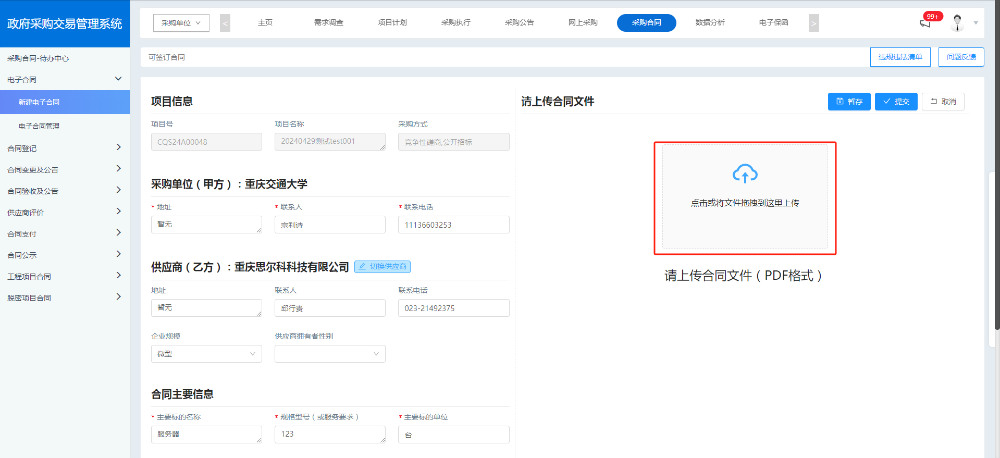 政府采购交易管理系统
采购单位
<
主页
需求调查
项目计划
采购执行
采购公告
网上采购
采购合同
数据分析
电子保函
>
99+
采购合同-待办中心
电子合同
新建电子合同
电子合同管理
合同登记
合同变更及公告
合同验收及公告
供应商评价
合同支付
合同公示
工程项目合同
脱密项目合同
可签订合同
违规违法清单
问题反馈
项目信息
项目号
项目名称
采购方式
CQS24A00048
20240429测试test001
竞争性磋商,公开招标
采购单位（甲方）：重庆交通大学
* 地址
* 联系人
* 联系电话
暂无
宗利诗
11136603253
供应商（乙方）：重庆思尔科科技有限公司
切换供应商
地址
联系人
联系电话
暂无
邱行贵
023-21492375
企业规模
供应商拥有者性别
微型
合同主要信息
* 主要标的名称
* 规格型号（或服务要求）
* 主要标的单位
服务器
123
台
请上传合同文件
暂存
提交
取消
点击或将文件拖拽到这里上传
请上传合同文件（PDF格式）